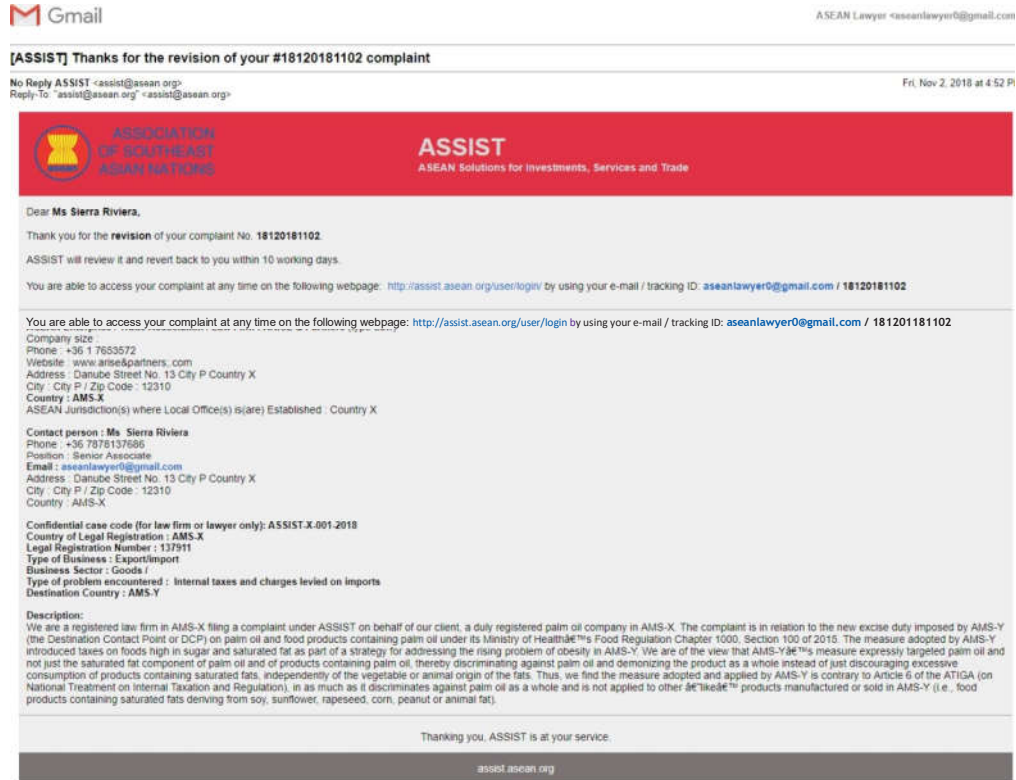 Gmail
ASEAN Lawyer <aseanlawyer0@gmail.com
[ASSIST] Thanks for the revision of your #18120181102 complaint
No Reply ASSIST <assist@asean.org>
Fri, Nov 2, 2018 at 4:52 P
Reply-To: "assist@asean.org" <assist@asean.org>
ASSOCIATION
OF SOUTHEAST
ASIAN NATIONS
ASSIST
ASEAN Solutions for Investments, Services and Trade
Dear Ms Sierra Riviera,
Thank you for the revision of your complaint No. 18120181102.
ASSIST will review it and revert back to you within 10 working days.
You are able to access your complaint at any time on the following webpage: http://assist.asean.org/user/login/ by using your e-mail / tracking ID: aseanlawyer0@gmail.com / 18120181102
You are able to access your complaint at any time on the following webpage: http://assist.asean.org/user/login by using your e-mail / tracking ID: aseanlawyer0@gmail.com / 181201181102
Company size :
Phone : +36 1 7653572
Website : www.arise&partners;.com
Address : Danube Street No. 13 City P Country X
City : City P / Zip Code : 12310
Country : AMS-X
ASEAN Jurisdiction(s) where Local Office(s) is(are) Established : Country X
Contact person : Ms Sierra Riviera
Phone : +36 7878137686
Position : Senior Associate
Email : aseanlawyer0@gmail.com
Address : Danube Street No. 13 City P Country X
City : City P / Zip Code : 12310
Country : AMS-X
Confidential case code (for law firm or lawyer only): ASSIST-X-001-2018
Country of Legal Registration : AMS-X
Legal Registration Number : 137911
Type of Business : Export/Import
Business Sector : Goods /
Type of problem encountered : Internal taxes and charges levied on imports
Destination Country : AMS-Y
Description:
We are a registered law firm in AMS-X filing a complaint under ASSIST on behalf of our client, a duly registered palm oil company in AMS-X. The complaint is in relation to the new excise duty imposed by AMS-Y
(the Destination Contact Point or DCP) on palm oil and food products containing palm oil under its Ministry of Healthâ€™s Food Regulation Chapter 1000, Section 100 of 2015. The measure adopted by AMS-Y
introduced taxes on foods high in sugar and saturated fat as part of a strategy for addressing the rising problem of obesity in AMS-Y. We are of the view that AMS-Yâ€™s measure expressly targeted palm oil and
not just the saturated fat component of palm oil and of products containing palm oil, thereby discriminating against palm oil and demonizing the product as a whole instead of just discouraging excessive
consumption of products containing saturated fats, independently of the vegetable or animal origin of the fats. Thus, we find the measure adopted and applied by AMS-Y is contrary to Article 6 of the ATIGA (on
National Treatment on Internal Taxation and Regulation), in as much as it discriminates against palm oil as a whole and is not applied to other â€˜likeâ€™ products manufactured or sold in AMS-Y (i.e., food
products containing saturated fats deriving from soy, sunflower, rapeseed, corn, peanut or animal fat).
Thanking you, ASSIST is at your service.
assist.asean.org